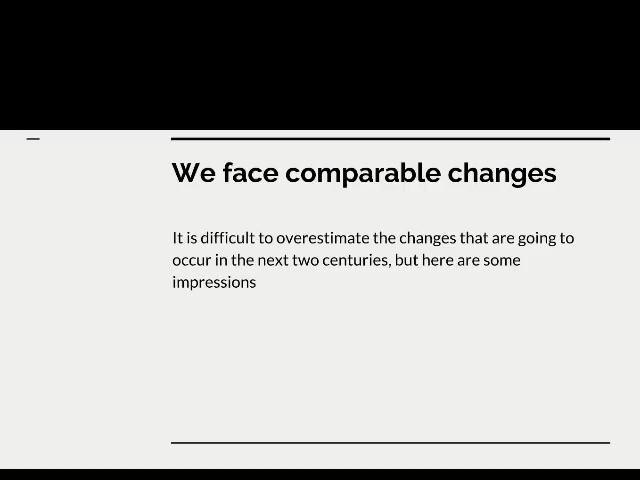 We face comparable changes
It is difficult to overestimate the changes that are going to
occur in the next two centuries, but here are some
impressions